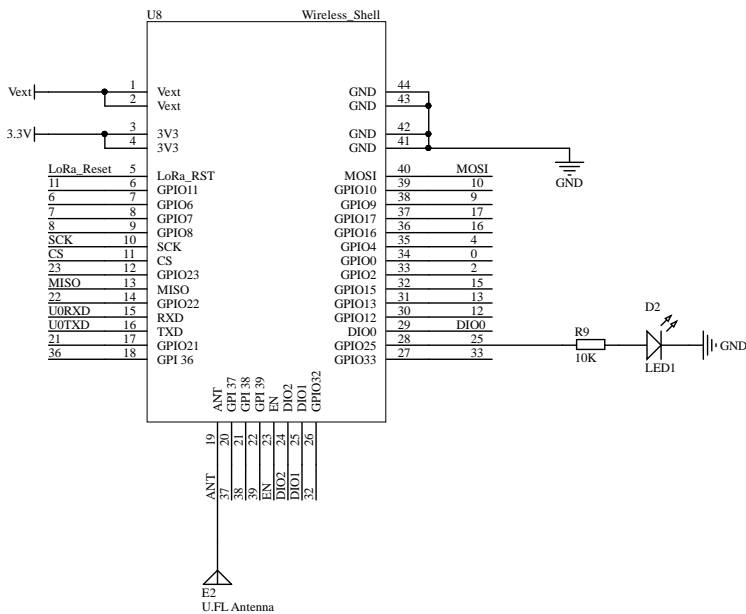 U8 Wireless_Shell
Vext 1 Vext GND 44
2 Vext GND 43
3.3V 3 3V3 GND 42
4 3V3 GND 41
GND
LoRa_Reset 5 LoRa_RST MOSI 40 MOSI
11 6 GPIO11 GPIO10 39 10
6 7 GPIO6 GPIO9 38 9
7 8 GPIO7 GPIO17 37 17
8 9 GPIO8 GPIO16 36 16
SCK 10 SCK GPIO4 35 4
CS 11 CS GPIO0 34 0
23 12 GPIO23 GPIO2 33 2
MISO 13 MISO GPIO15 32 15
22 14 GPIO22 GPIO13 31 13
U0RXD 15 RXD GPIO12 30 12
U0TXD 16 TXD DIO0 29 DIO0
21 17 GPIO21 GPIO25 28 25
36 18 GPI 36 GPIO33 27 33
R9
10K
D2
LED1
GND
ANT GPI 37 GPI 38 GPI 39 EN DIO2 DIO1 GPIO32
19 20 21 22 23 24 25 26
ANT 37 38 39 EN DIO2 DIO1 32
E2
U.FL Antenna